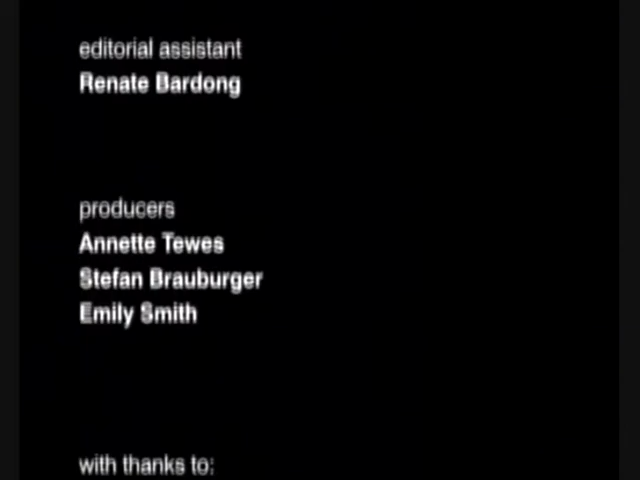 editorial assistant
Renate Bardong
producers
Annette Tewes
Stefan Brauburger
Emily Smith
with thanks to: